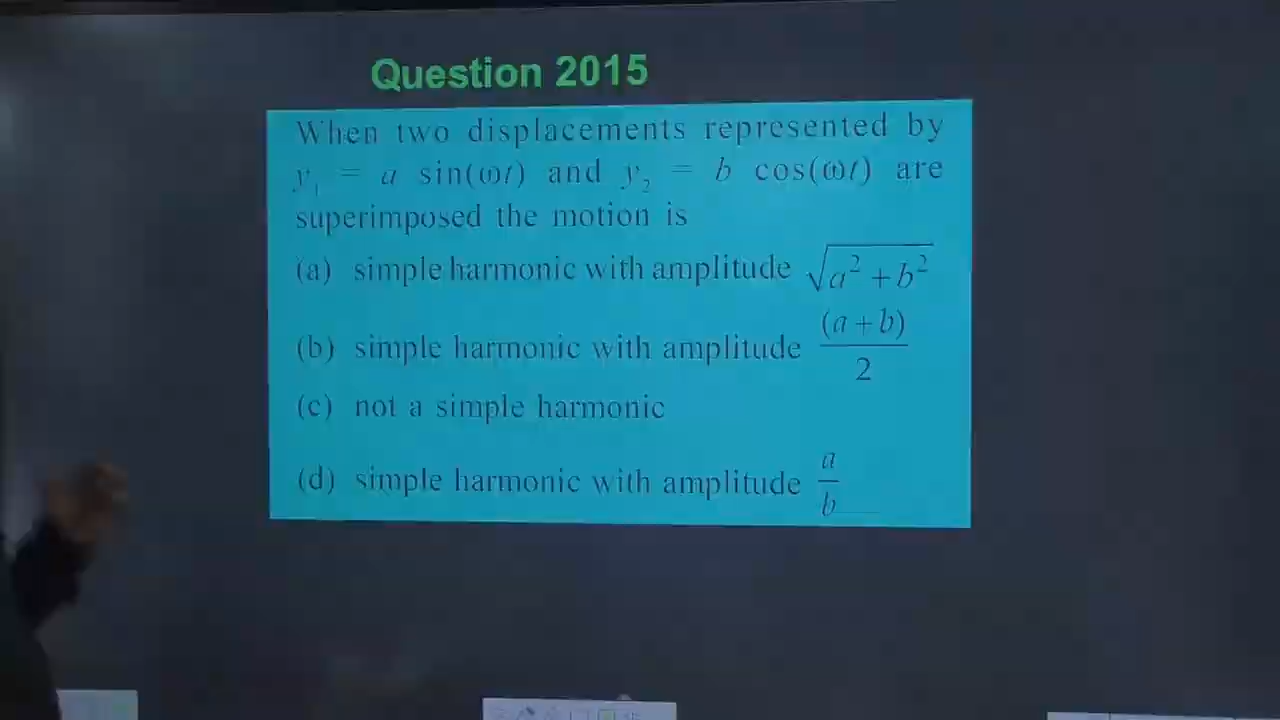 Question 2015
When two displacements represented by
y₁ = a sin(ωt) and y₂ = b cos(ωt) are
superimposed the motion is
(a) simple harmonic with amplitude √(a² + b²)
(b) simple harmonic with amplitude (a + b)/2
(c) not a simple harmonic
(d) simple harmonic with amplitude a/b